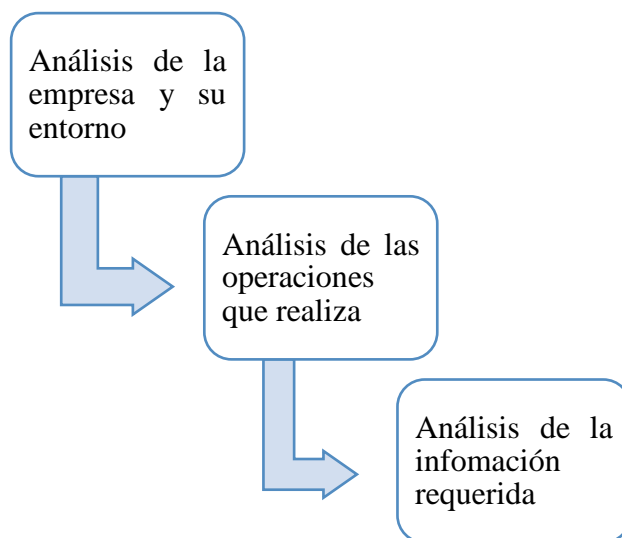 Análisis de la
empresa y su
entorno
Análisis de las
operaciones
que realiza
Análisis de la
infomación
requerida